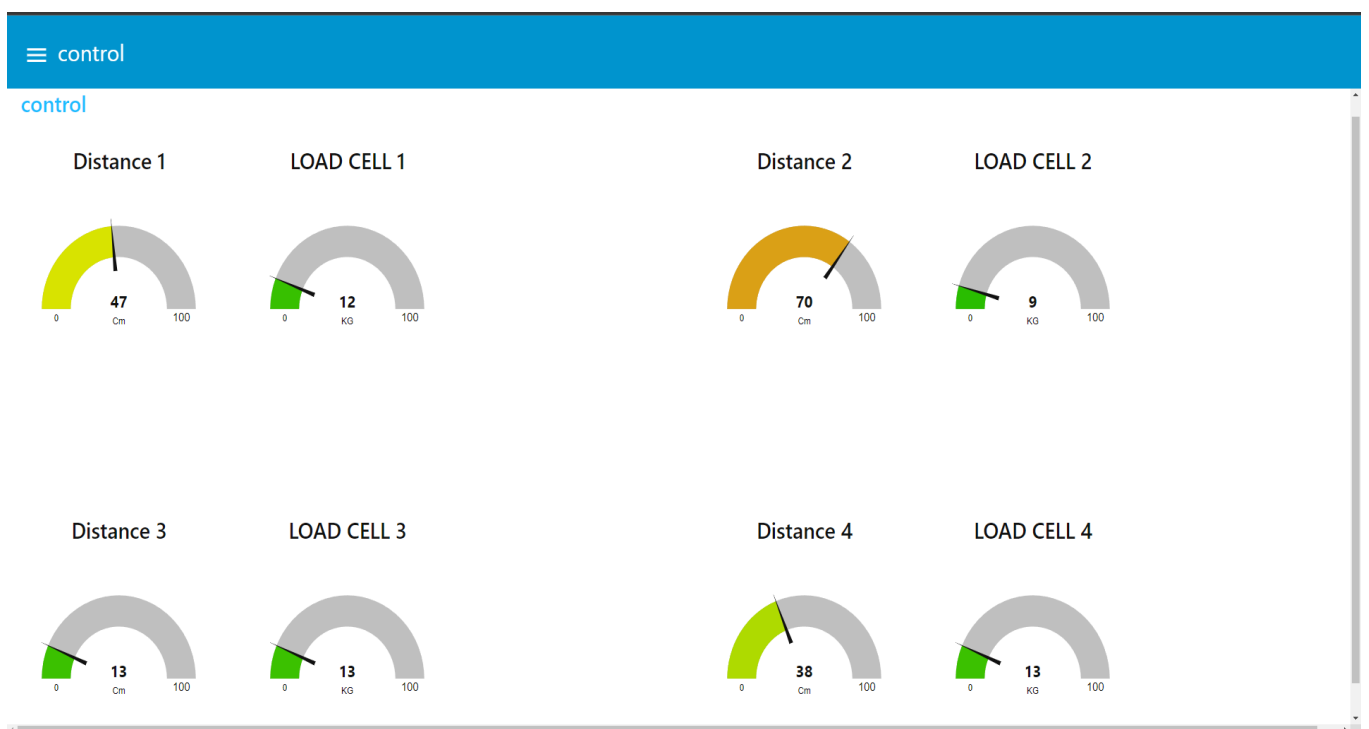 control
control
Distance 1
LOAD CELL 1
Distance 2
LOAD CELL 2
47
0
Cm
100
12
0
KG
100
70
0
Cm
100
9
0
KG
100
Distance 3
LOAD CELL 3
Distance 4
LOAD CELL 4
13
0
Cm
100
13
0
KG
100
38
0
Cm
100
13
0
KG
100